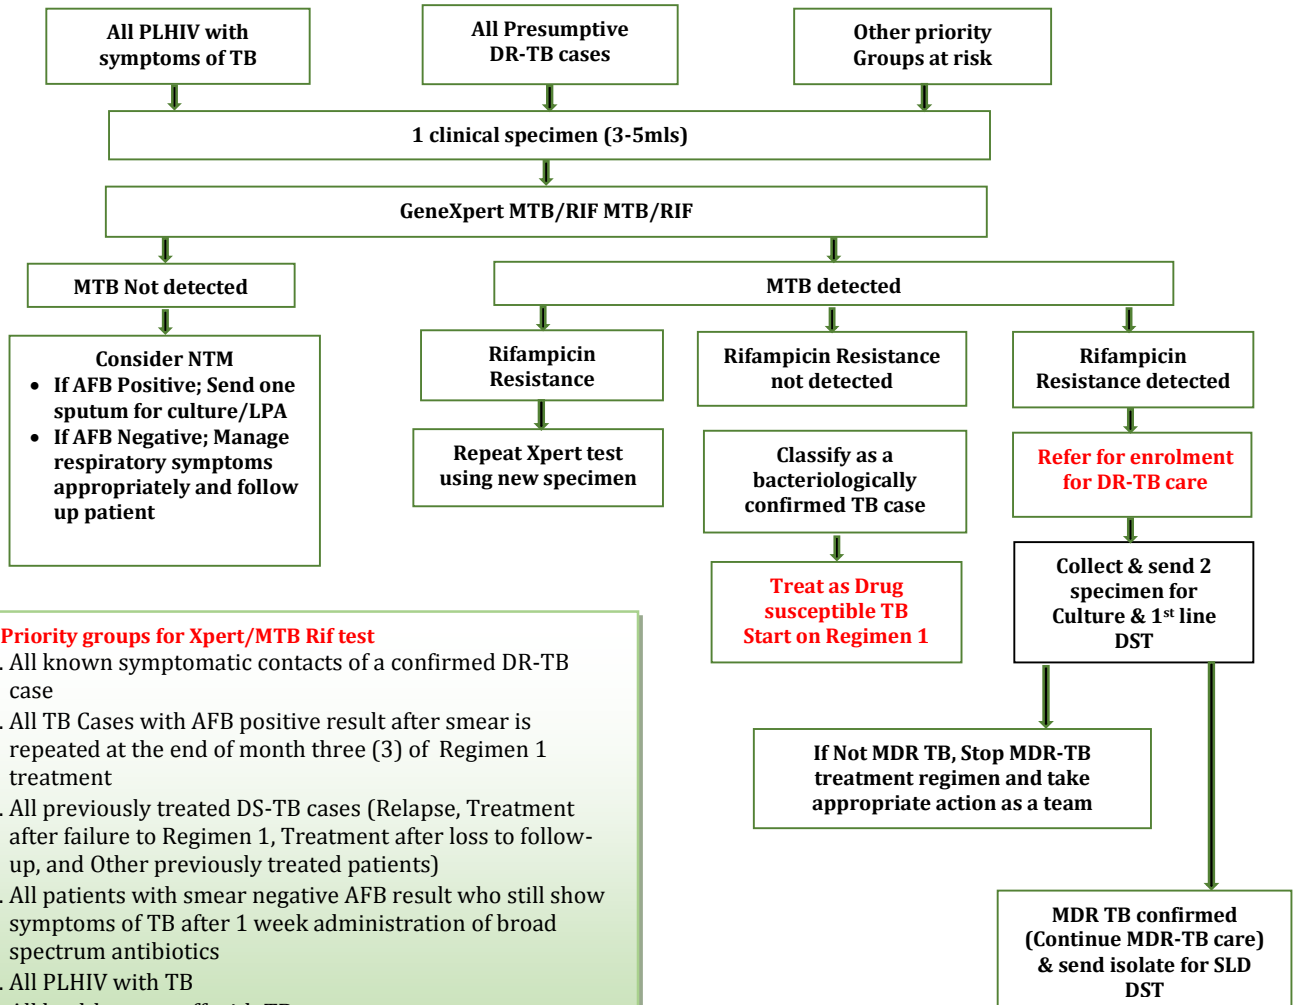 All PLHIV with
symptoms of TB
All Presumptive
DR-TB cases
Other priority
Groups at risk
1 clinical specimen (3-5mls)
GeneXpert MTB/RIF MTB/RIF
MTB Not detected
MTB detected
Consider NTM
• If AFB Positive; Send one
sputum for culture/LPA
• If AFB Negative; Manage
respiratory symptoms
appropriately and follow
up patient
Rifampicin
Resistance
Rifampicin Resistance
not detected
Rifampicin
Resistance detected
Repeat Xpert test
using new specimen
Classify as a
bacteriologically
confirmed TB case
Refer for enrolment
for DR-TB care
Treat as Drug
susceptible TB
Start on Regimen 1
Collect & send 2
specimen for
Culture & 1st line
DST
If Not MDR TB, Stop MDR-TB
treatment regimen and take
appropriate action as a team
MDR TB confirmed
(Continue MDR-TB care)
& send isolate for SLD
DST
Priority groups for Xpert/MTB Rif test
. All known symptomatic contacts of a confirmed DR-TB
case
. All TB Cases with AFB positive result after smear is
repeated at the end of month three (3) of Regimen 1
treatment
. All previously treated DS-TB cases (Relapse, Treatment
after failure to Regimen 1, Treatment after loss to follow-
up, and Other previously treated patients)
. All patients with smear negative AFB result who still show
symptoms of TB after 1 week administration of broad
spectrum antibiotics
. All PLHIV with TB